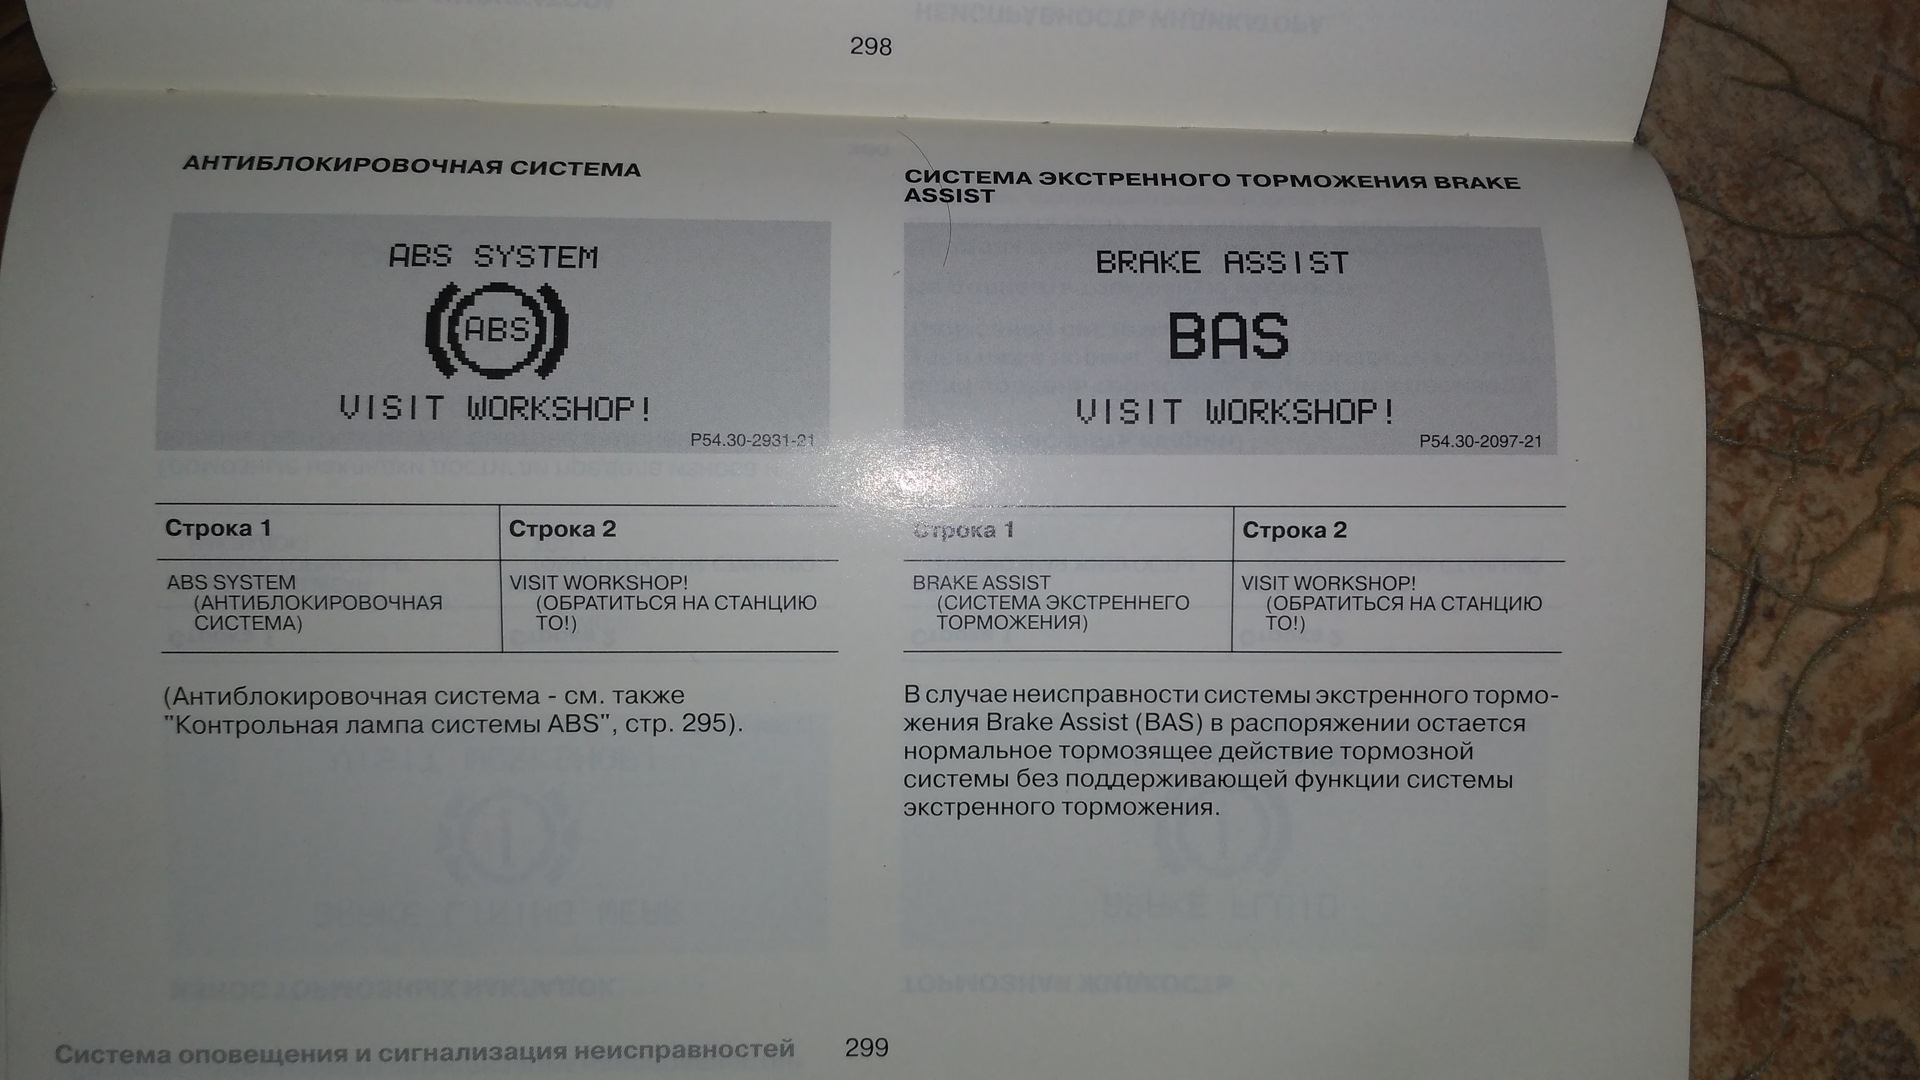 298
АНТИБЛОКИРОВОЧНАЯ СИСТЕМА
ABS SYSTEM
ABS
VISIT WORKSHOP!
P54.30-2931-21
Строка 1
Строка 2
ABS SYSTEM
(АНТИБЛОКИРОВОЧНАЯ
СИСТЕМА)
VISIT WORKSHOP!
(ОБРАТИТЬСЯ НА СТАНЦИЮ
ТО!)
(Антиблокировочная система - см. также
"Контрольная лампа системы ABS", стр. 295).
СИСТЕМА ЭКСТРЕННОГО ТОРМОЖЕНИЯ BRAKE
ASSIST
BRAKE ASSIST
BAS
VISIT WORKSHOP!
P54.30-2097-21
Строка 1
Строка 2
BRAKE ASSIST
(СИСТЕМА ЭКСТРЕННЕГО
ТОРМОЖЕНИЯ)
VISIT WORKSHOP!
(ОБРАТИТЬСЯ НА СТАНЦИЮ
ТО!)
В случае неисправности системы экстренного тормо-
жения Brake Assist (BAS) в распоряжении остается
нормальное тормозящее действие тормозной
системы без поддерживающей функции системы
экстренного торможения.
Система оповещения и сигнализация неисправностей
299